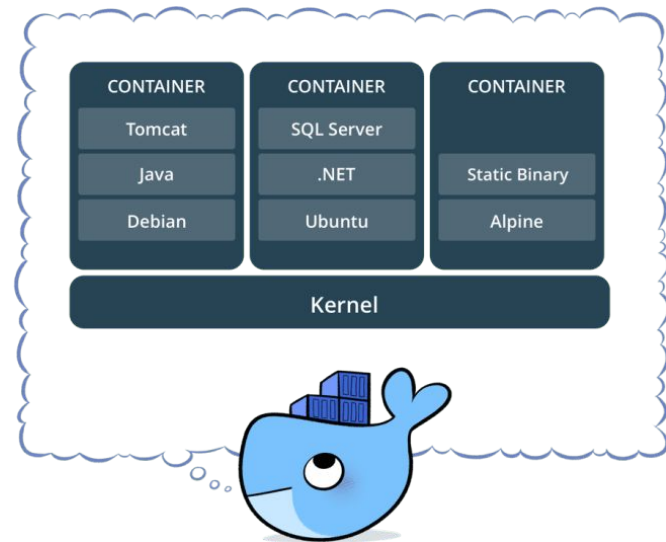 CONTAINER
Tomcat
Java
Debian
CONTAINER
SQL Server
.NET
Ubuntu
CONTAINER
Static Binary
Alpine
Kernel